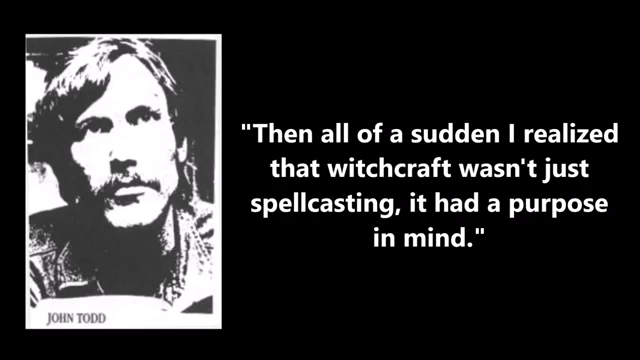 "Then all of a sudden I realized
that witchcraft wasn't just
spellcasting, it had a purpose
in mind."
JOHN TODD